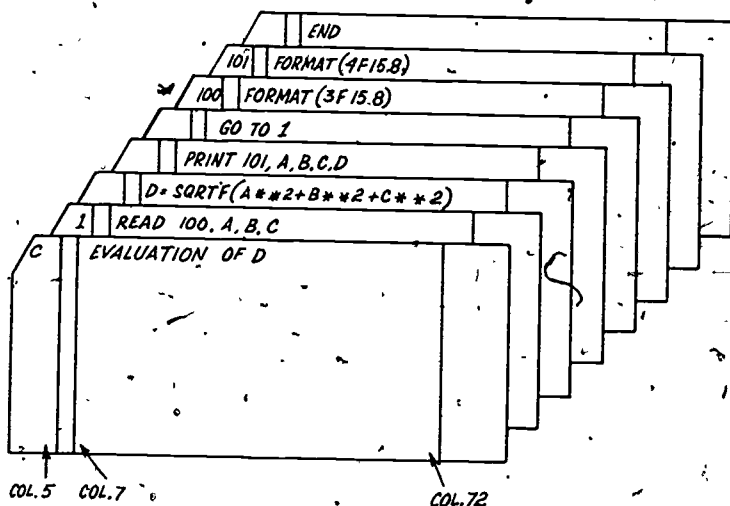 END
101 FORMAT(4F15.8)
100 FORMAT(3F15.8)
GO TO 1
PRINT 101, A, B, C, D
D = SQRTF(A**2+B**2+C**2)
1 READ 100, A, B, C
C EVALUATION OF D
COL.5 COL.7 COL.72